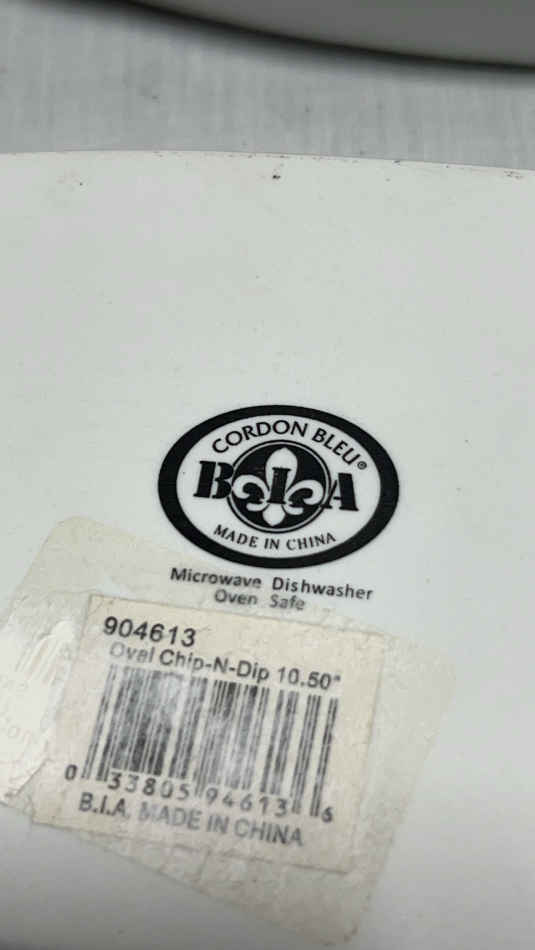 CORDON BLEU®
BIA
MADE IN CHINA
Microwave Dishwasher
Oven Safe
904613
Oval Chip-N-Dip 10.50"
0 33805 94613 6
B.I.A. MADE IN CHINA